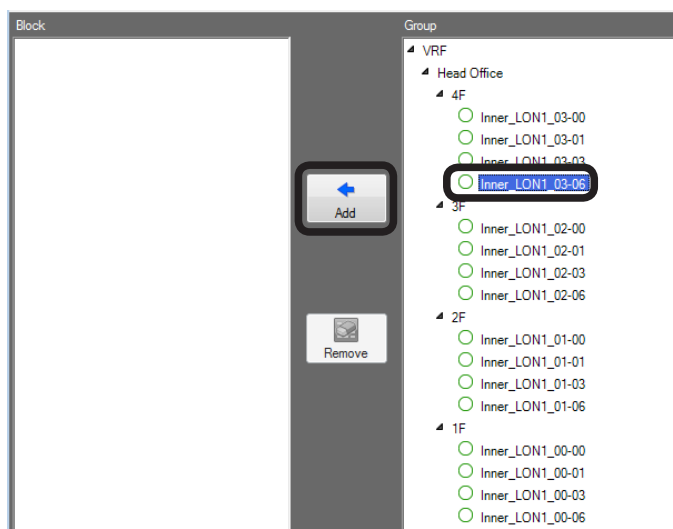 Block
Group
VRF
Head Office
4F
Inner_LON1_03-00
Inner_LON1_03-01
Inner_LON1_03-03
Inner_LON1_03-06
Add
3F
Inner_LON1_02-00
Inner_LON1_02-01
Inner_LON1_02-03
Inner_LON1_02-06
2F
Inner_LON1_01-00
Remove
Inner_LON1_01-01
Inner_LON1_01-03
Inner_LON1_01-06
1F
Inner_LON1_00-00
Inner_LON1_00-01
Inner_LON1_00-03
Inner_LON1_00-06